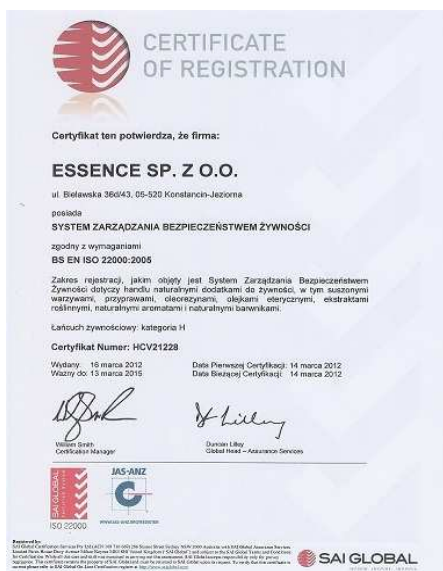 CERTIFICATE
OF REGISTRATION
Certyfikat ten potwierdza, że firma:
ESSENCE SP. Z O.O.
ul. Bielawska 36d/43, 05-520 Konstancin-Jeziorna
posiada
SYSTEM ZARZĄDZANIA BEZPIECZEŃSTWEM ŻYWNOŚCI
zgodny z wymaganiami
BS EN ISO 22000:2005
Zakres rejestracji, jakim objęty jest System Zarządzania Bezpieczeństwem
Żywności dotyczy handlu naturalnymi dodatkami do żywności, w tym suszonymi
warzywami, przyprawami, oleorezynami, olejkami eterycznymi, ekstraktami
roślinnymi, naturalnymi aromatami i naturalnymi barwnikami.
Łańcuch żywnościowy: kategoria H
Certyfikat Numer: HCV21228
Wydany: 16 marca 2012 Data Pierwszej Certyfikacji: 14 marca 2012
Ważny do: 13 marca 2015 Data Bieżącej Certyfikacji: 14 marca 2012
William Smith Duncan Lilley
Certification Manager Global Head – Assurance Services
SAI GLOBAL
ISO 22000
JAS-ANZ
SAI GLOBAL